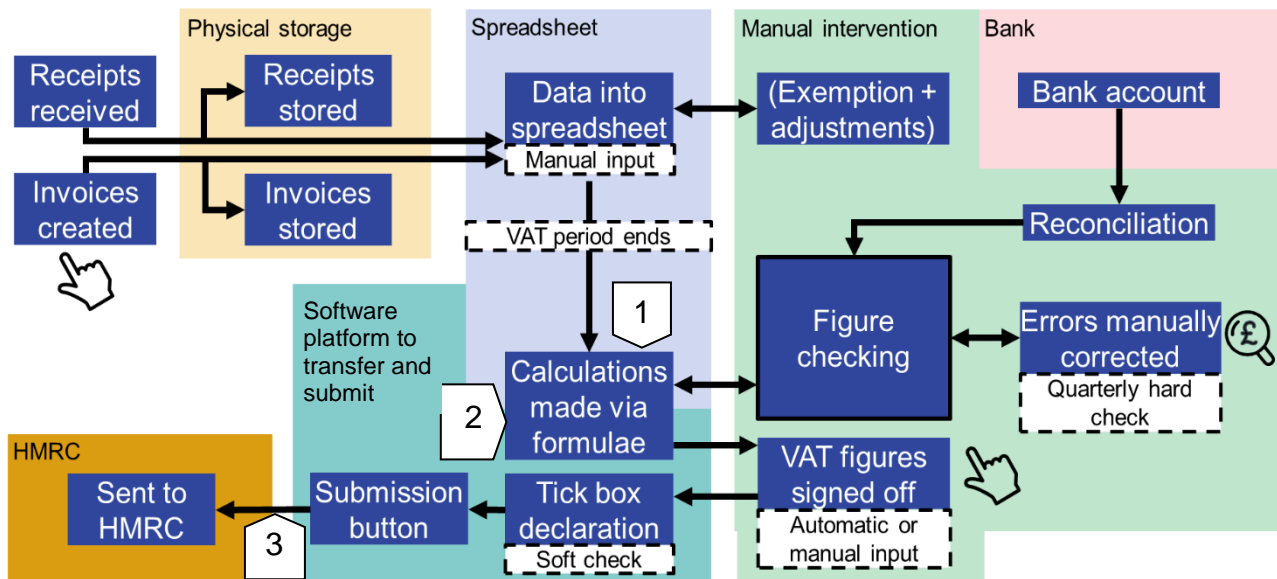 Physical storage
Spreadsheet
Manual intervention
Bank
Receipts
received
Receipts
stored
Data into
spreadsheet
Manual input
(Exemption +
adjustments)
Bank account
Invoices
created
Invoices
stored
VAT period ends
Reconciliation
Software
platform to
transfer and
submit
1
Figure
checking
Errors manually
corrected
£
Quarterly hard
check
2
Calculations
made via
formulae
HMRC
Sent to
HMRC
3
Submission
button
Tick box
declaration
Soft check
VAT figures
signed off
Automatic or
manual input